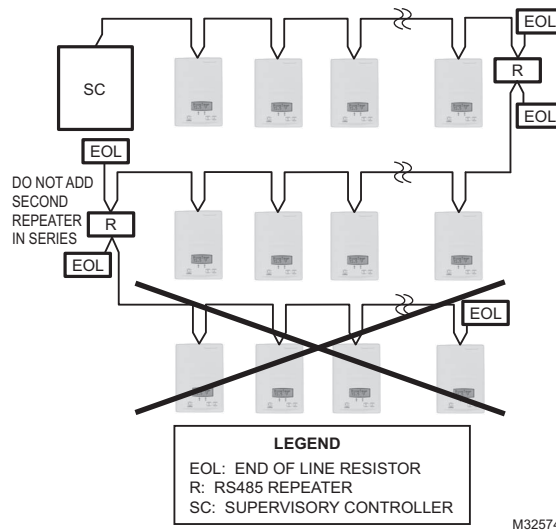 EOL
SC
R
EOL
EOL
DO NOT ADD
SECOND
REPEATER
IN SERIES
R
EOL
EOL
LEGEND
EOL: END OF LINE RESISTOR
R: RS485 REPEATER
SC: SUPERVISORY CONTROLLER
M32574